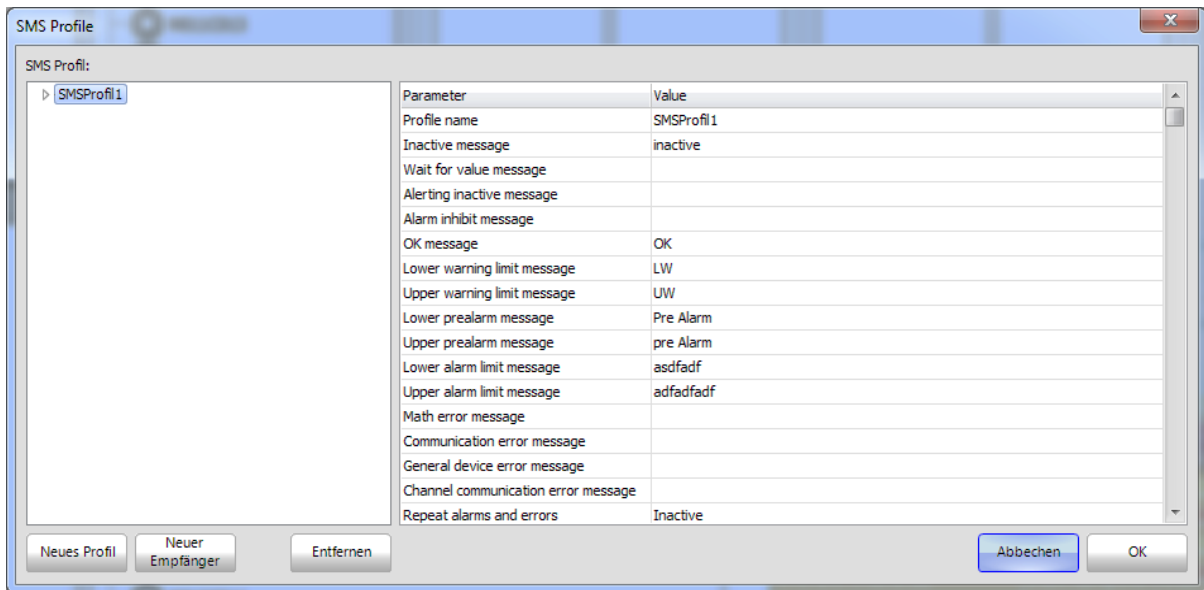 SMS Profile
SMS Profil:
SMSProfil1
Parameter Value
Profile name SMSProfil1
Inactive message inactive
Wait for value message
Alerting inactive message
Alarm inhibit message
OK message OK
Lower warning limit message LW
Upper warning limit message UW
Lower prealarm message Pre Alarm
Upper prealarm message pre Alarm
Lower alarm limit message asdfadf
Upper alarm limit message adfadfadf
Math error message
Communication error message
General device error message
Channel communication error message
Repeat alarms and errors Inactive
Neues Profil
Neuer
Empfänger
Entfernen
Abbechen
OK